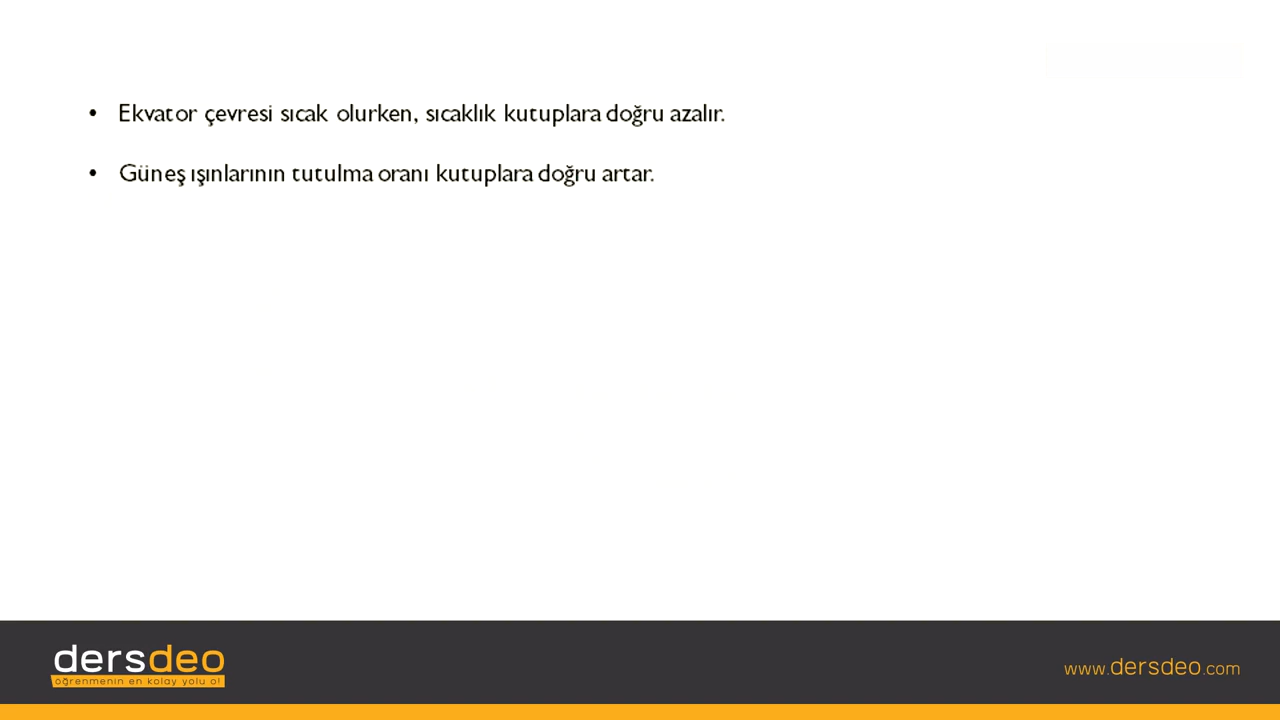 • Ekvator çevresi sıcak olurken, sıcaklık kutuplara doğru azalır.
• Güneş ışınlarının tutulma oranı kutuplara doğru artar.
dersdeo
öğrenmenin en kolay yolu o!
www.dersdeo.com